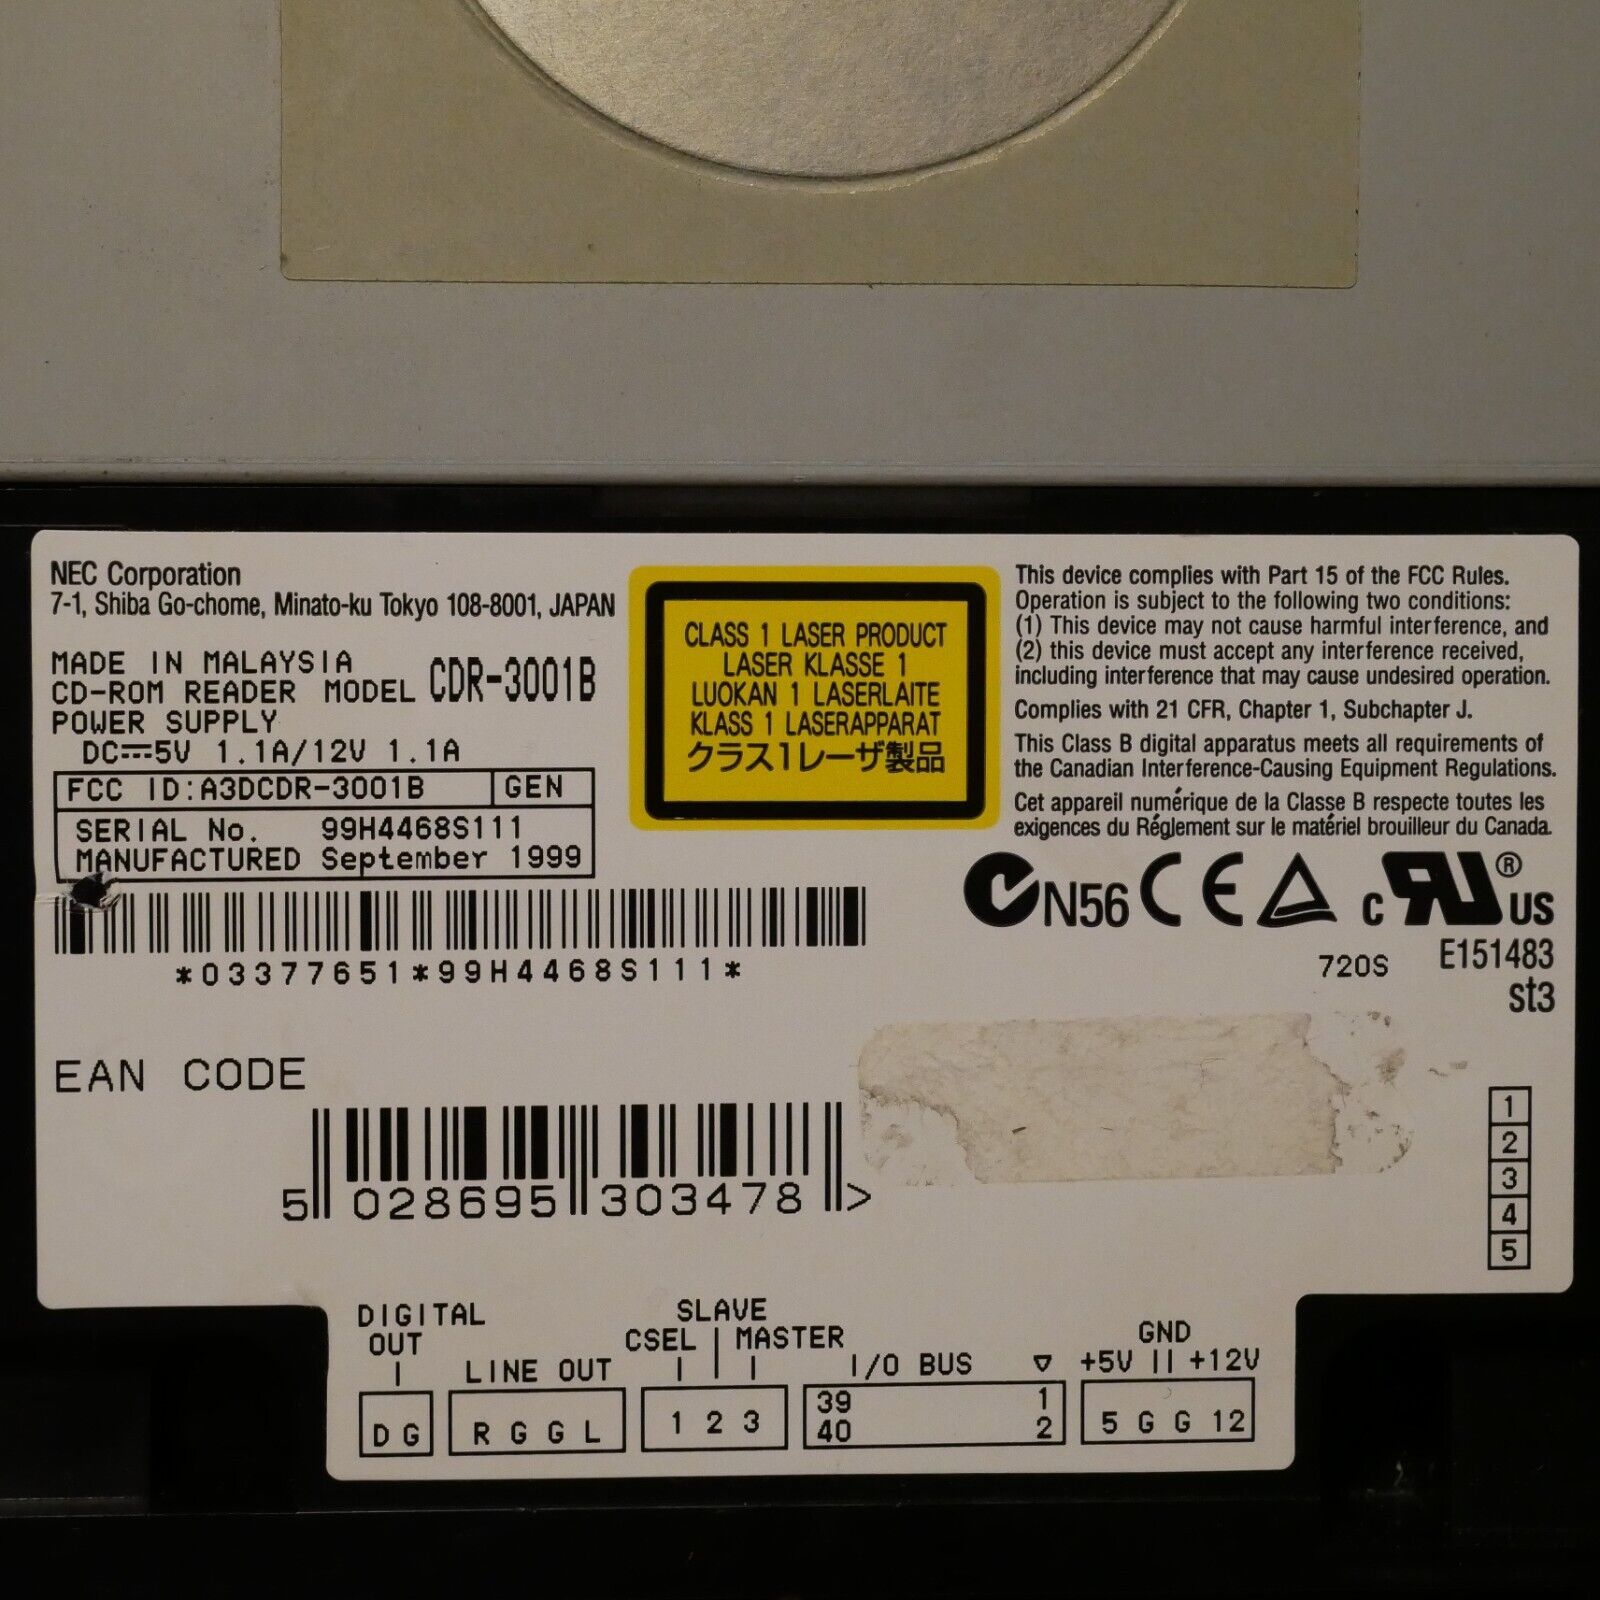 NEC Corporation
7-1, Shiba Go-chome, Minato-ku Tokyo 108-8001, JAPAN
MADE IN MALAYSIA
CD-ROM READER MODEL CDR-3001B
POWER SUPPLY
DC⎓5V 1.1A/12V 1.1A
FCC ID:A3DCDR-3001B GEN
SERIAL No. 99H4468S111
MANUFACTURED September 1999
*03377651*99H4468S111*
CLASS 1 LASER PRODUCT
LASER KLASSE 1
LUOKAN 1 LASERLAITE
KLASS 1 LASERAPPARAT
クラス1レーザ製品
This device complies with Part 15 of the FCC Rules.
Operation is subject to the following two conditions:
(1) This device may not cause harmful interference, and
(2) this device must accept any interference received,
including interference that may cause undesired operation.
Complies with 21 CFR, Chapter 1, Subchapter J.
This Class B digital apparatus meets all requirements of
the Canadian Interference-Causing Equipment Regulations.
Cet appareil numérique de la Classe B respecte toutes les
exigences du Réglement sur le matériel brouilleur du Canada.
N56 CE c RU ® US
720S E151483
st3
EAN CODE
5 028695 303478 >
1
2
3
4
5
DIGITAL
OUT
D G
LINE OUT
R G G L
SLAVE
CSEL MASTER
1 2 3
I/O BUS
39 1
40 2
GND
+5V +12V
5 G G 12